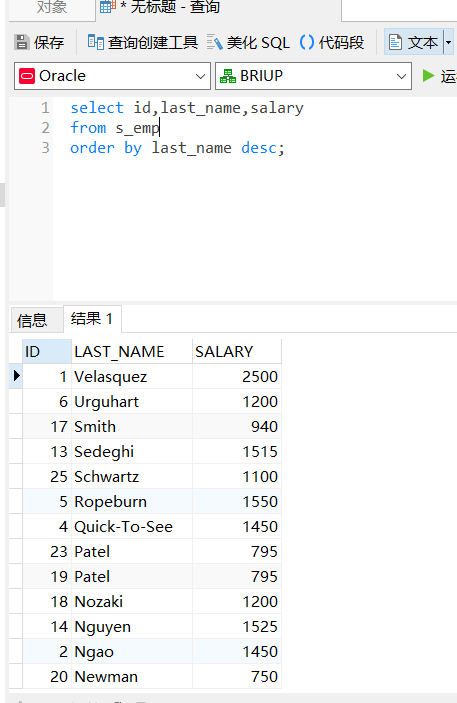 对象 * 无标题 - 查询
保存 查询创建工具 美化 SQL () 代码段 文本
Oracle BRIUP
1 select id,last_name,salary
2 from s_emp
3 order by last_name desc;
信息 结果 1
ID LAST_NAME SALARY
1 Velasquez 2500
6 Urguhart 1200
17 Smith 940
13 Sedeghi 1515
25 Schwartz 1100
5 Ropeburn 1550
4 Quick-To-See 1450
23 Patel 795
19 Patel 795
18 Nozaki 1200
14 Nguyen 1525
2 Ngao 1450
20 Newman 750